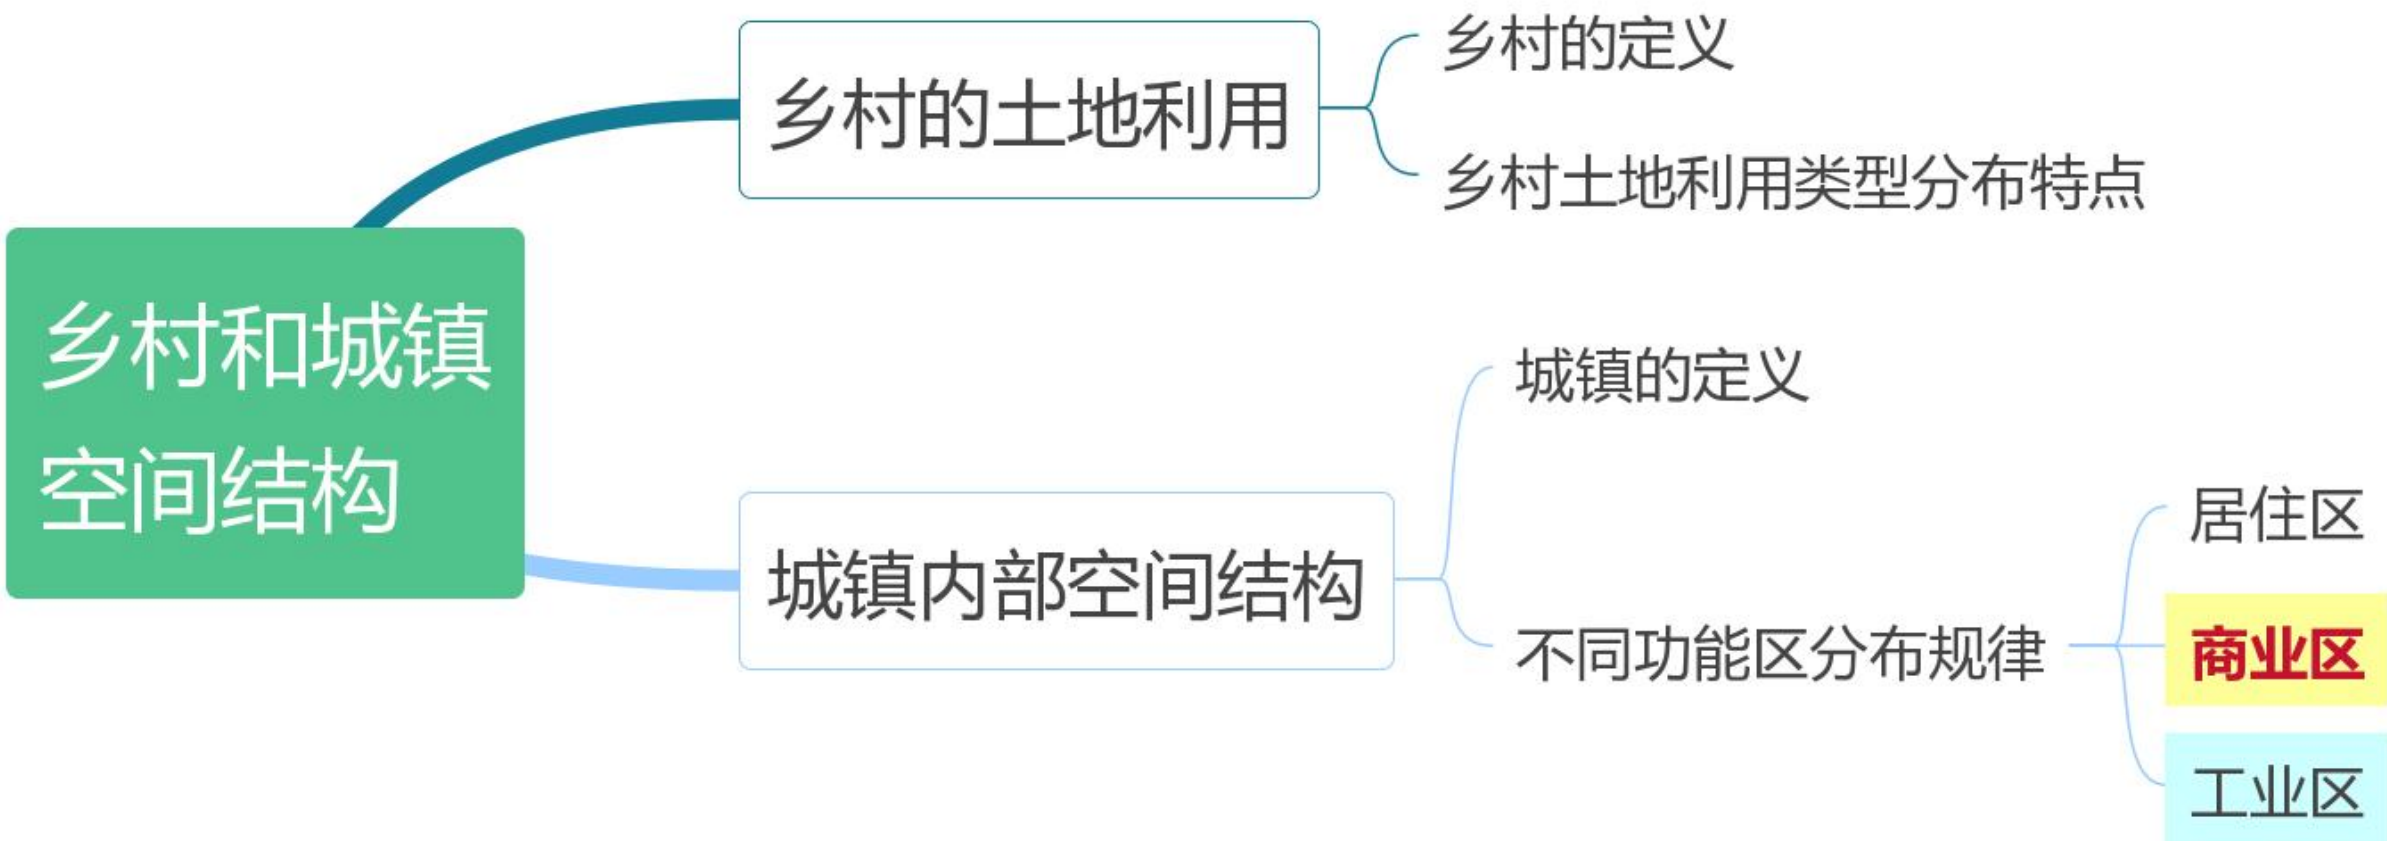 乡村和城镇
空间结构
乡村的土地利用
乡村的定义
乡村土地利用类型分布特点
城镇内部空间结构
城镇的定义
不同功能区分布规律
居住区
商业区
工业区